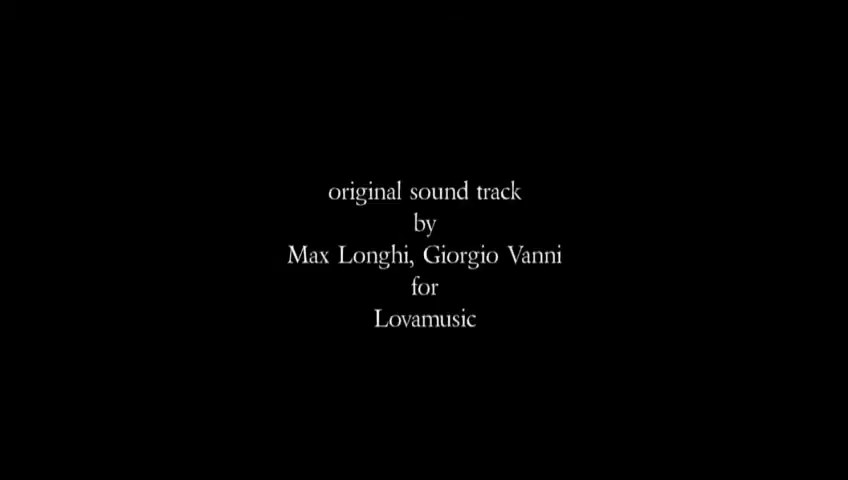 original sound track
by
Max Longhi, Giorgio Vanni
for
Lovamusic